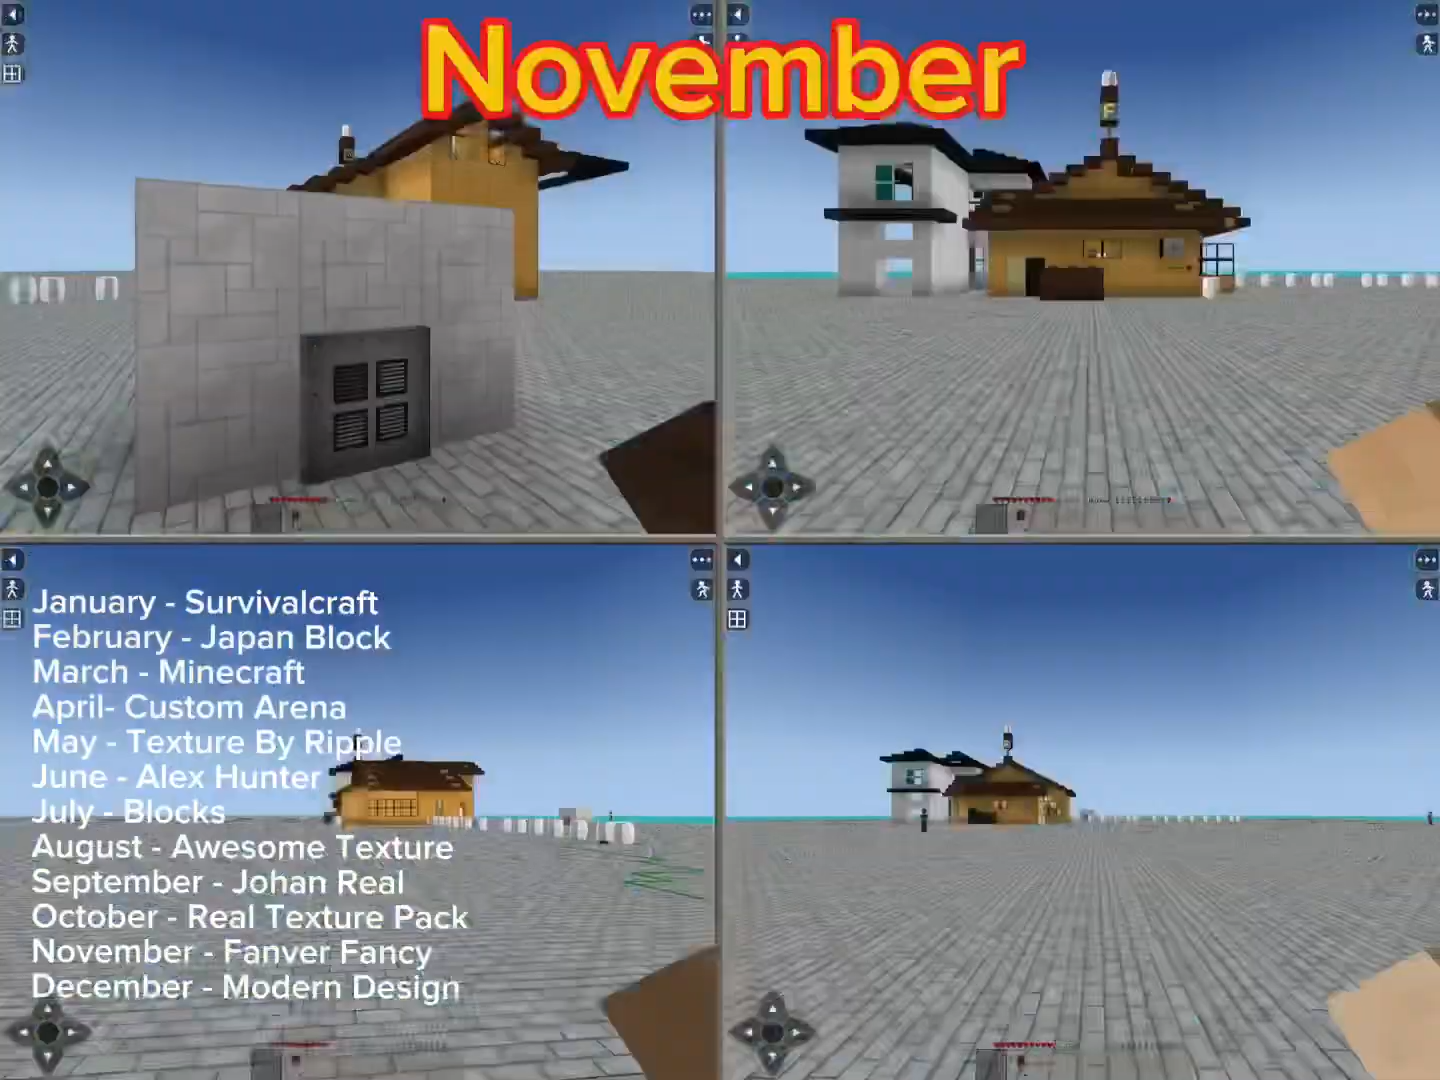 November
January - Survivalcraft
February - Japan Block
March - Minecraft
April- Custom Arena
May - Texture By Ripple
June - Alex Hunter
July - Blocks
August - Awesome Texture
September - Johan Real
October - Real Texture Pack
November - Fanver Fancy
December - Modern Design